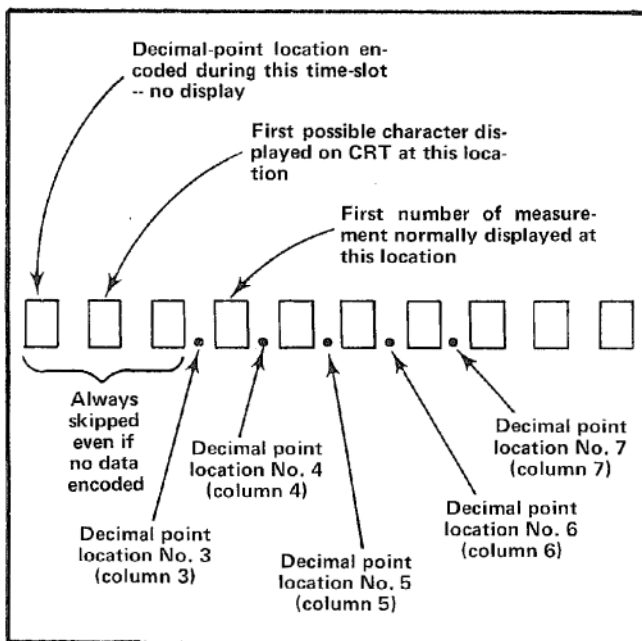 Decimal-point location en-
coded during this time-slot
-- no display
First possible character dis-
played on CRT at this loca-
tion
First number of measure-
ment normally displayed at
this location
Always
skipped
even if
no data
encoded
Decimal point
location No. 3
(column 3)
Decimal point
location No. 4
(column 4)
Decimal point
location No. 5
(column 5)
Decimal point
location No. 6
(column 6)
Decimal point
location No. 7
(column 7)